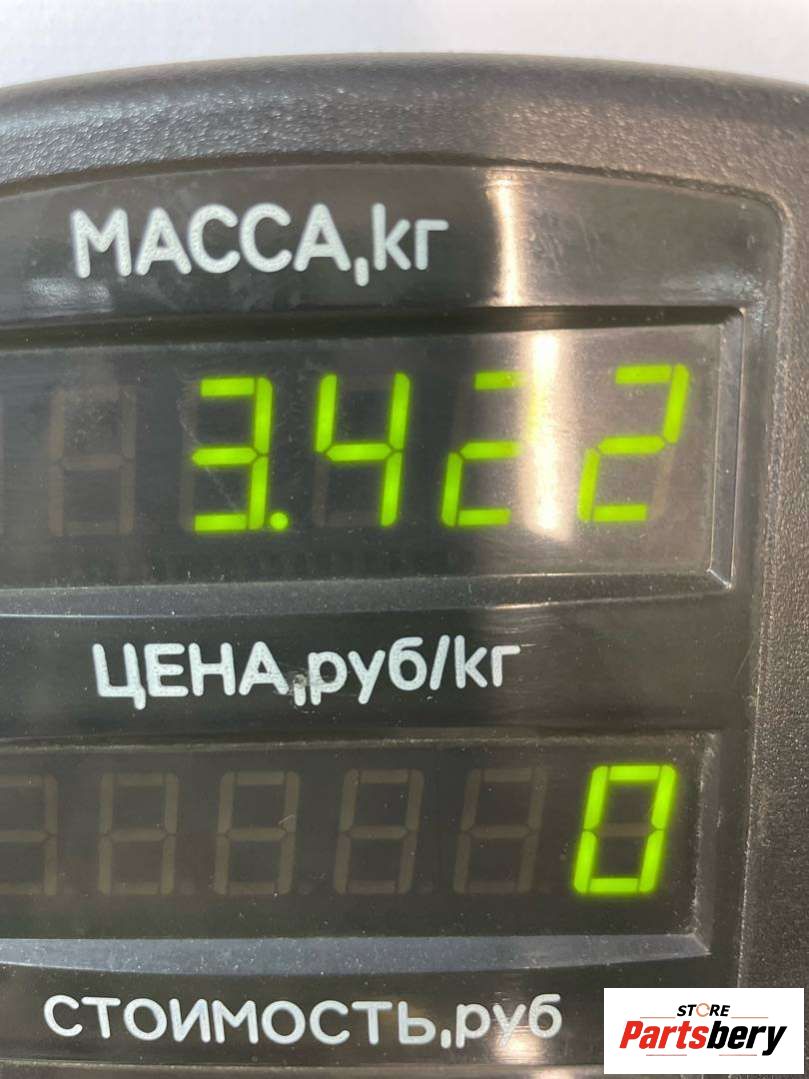 МАССА,кг
3.422
ЦЕНА,руб/кг
0
СТОИМОСТЬ,руб
STORE
Partsbery